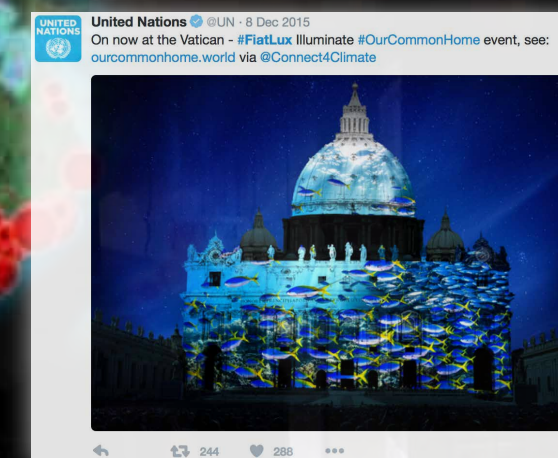 UNITED
NATIONS
United Nations @UN · 8 Dec 2015
On now at the Vatican - #FiatLux Illuminate #OurCommonHome event, see:
ourcommonhome.world via @Connect4Climate
244 288